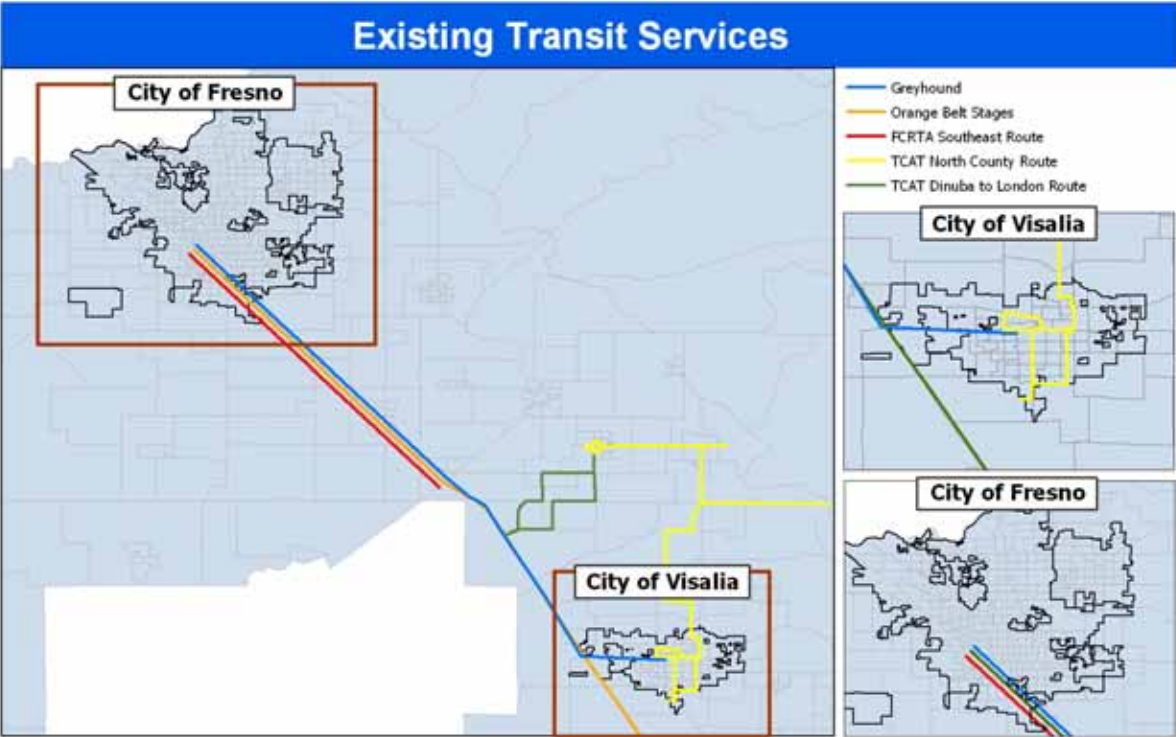 Existing Transit Services
City of Fresno
Greyhound
Orange Belt Stages
FCRTA Southeast Route
TCAT North County Route
TCAT Dinuba to London Route
City of Visalia
City of Fresno
City of Visalia